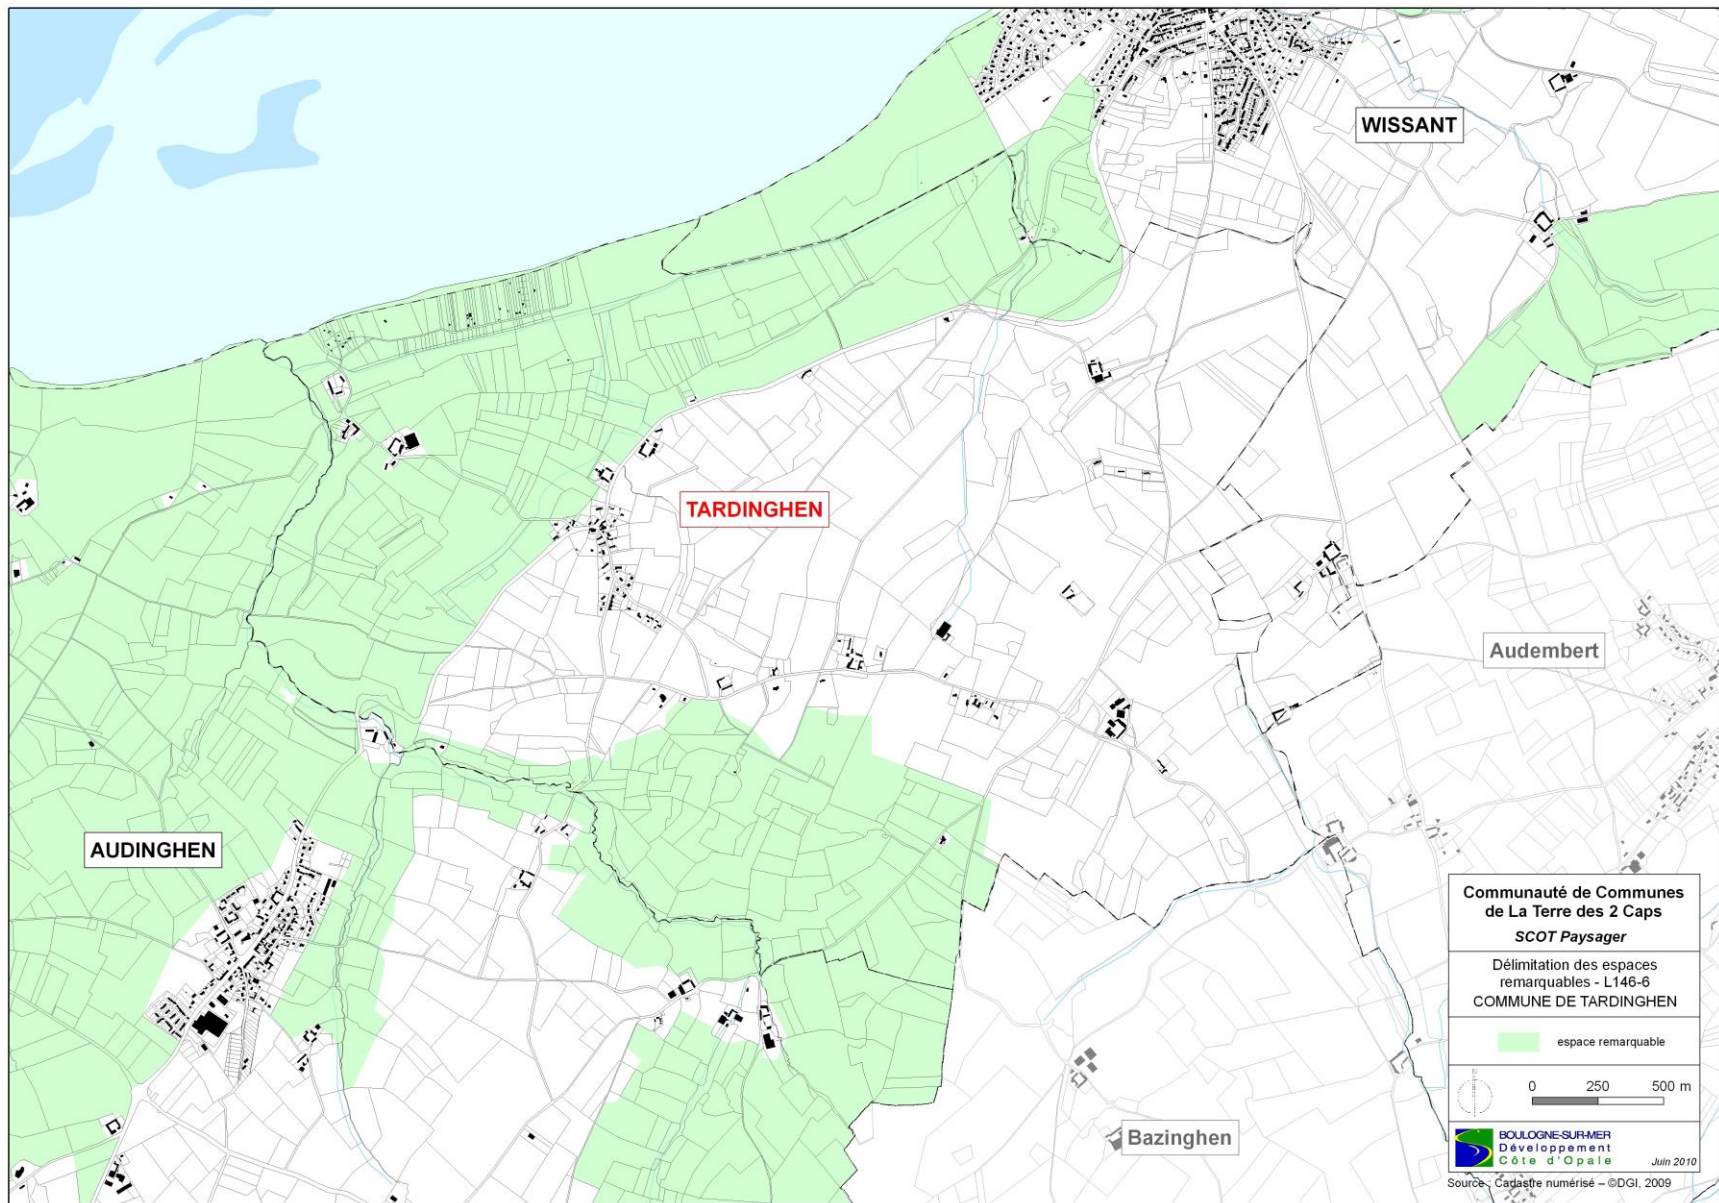 WISSANT
TARDINGHEN
Audembert
AUDINGHEN
Bazinghen
Communauté de Communes
de La Terre des 2 Caps
SCOT Paysager
Délimitation des espaces
remarquables - L146-6
COMMUNE DE TARDINGHEN
espace remarquable
0 250 500 m
BOULOGNE-SUR-MER
Développement
Côte d'Opale
Juin 2010
Source : Cadastre numérisé – ©DGI, 2009